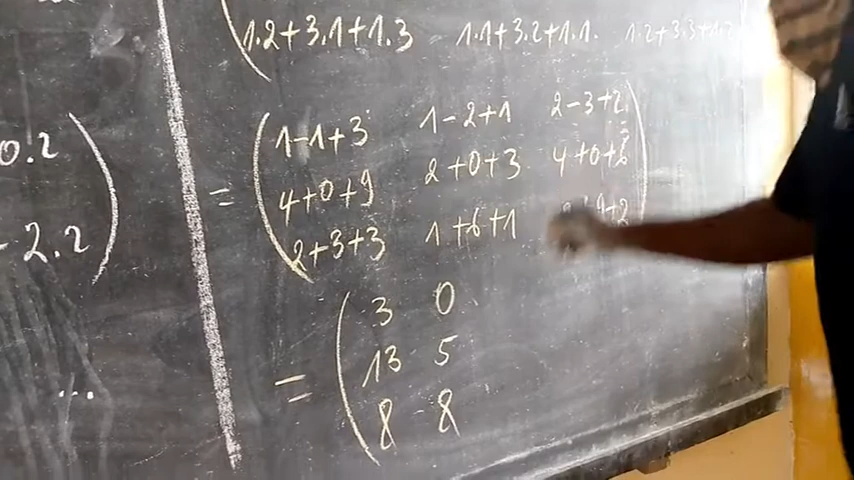 1.2+3.1+1.3 1.1+3.2+1.1. 1.2+3.3+1.2
0.2
2.2
= ( 1-1+3 1-2+1 2-3+2 )
4+0+9 2+0+3 4+0+6
2+3+3 1+6+1 +9+2
= ( 3 0
13 5
8 8